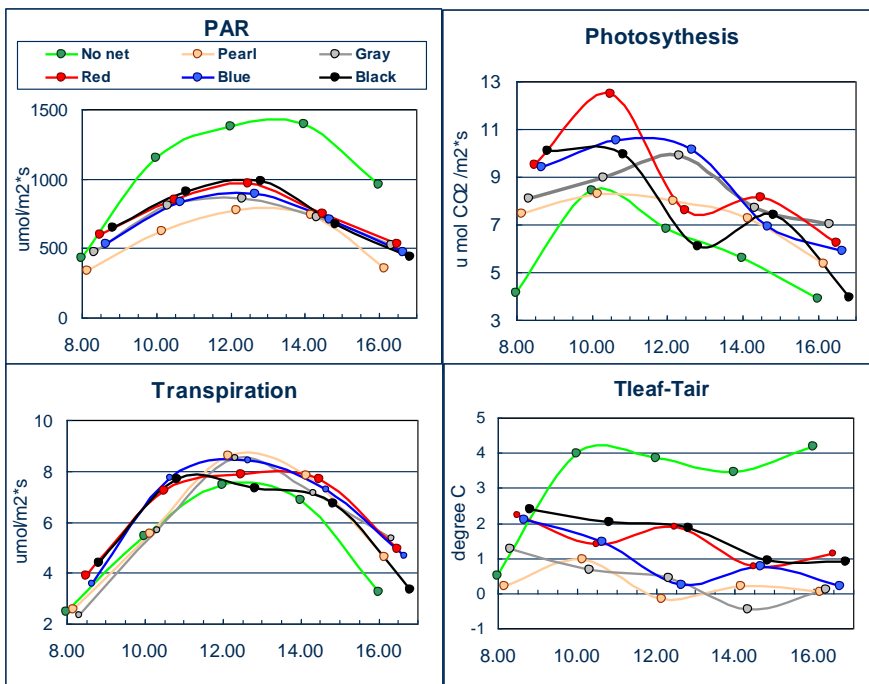 PAR
No net Pearl Gray
Red Blue Black
umol/m2*s
1500
1000
500
0
8.00 10.00 12.00 14.00 16.00
Photosythesis
u mol CO2 /m2*s
13
11
9
7
5
3
8.00 10.00 12.00 14.00 16.00
Transpiration
umol/m2*s
10
8
6
4
2
8.00 10.00 12.00 14.00 16.00
Tleaf-Tair
degree C
5
4
3
2
1
0
-1
8.00 10.00 12.00 14.00 16.00